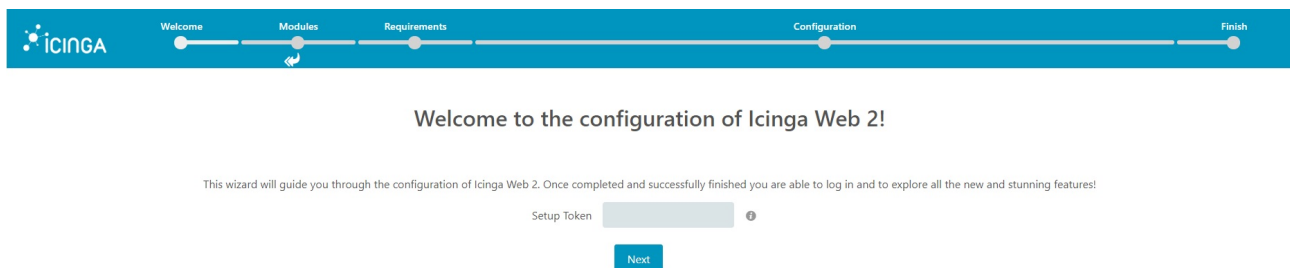 ICINGA
Welcome
Modules
Requirements
Configuration
Finish
Welcome to the configuration of Icinga Web 2!
This wizard will guide you through the configuration of Icinga Web 2. Once completed and successfully finished you are able to log in and to explore all the new and stunning features!
Setup Token
Next